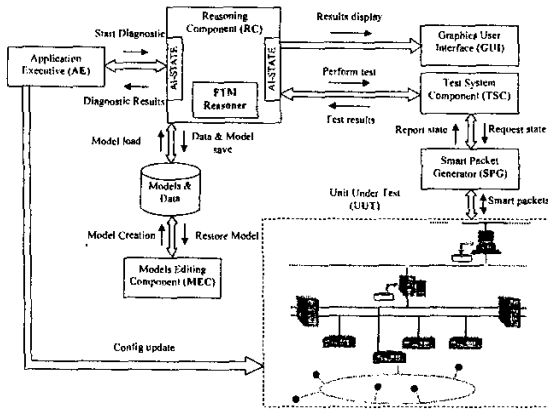 Reasoning
Component (RC)
Start Diagnostic
Results display
Graphics User
Interface (GUI)
Application
Executive (AE)
AI-STATE
AI-STATE
Perform test
Diagnostic
Results
FTM
Reasoner
Test System
Component (TSC)
Test results
Report state
Request state
Model load
Data & Model
save
Smart Packet
Generator (SPG)
Models &
Data
Unit Under Test
(UUT)
Smart packets
Model Creation
Restore Model
Models Editing
Component (MEC)
Config update